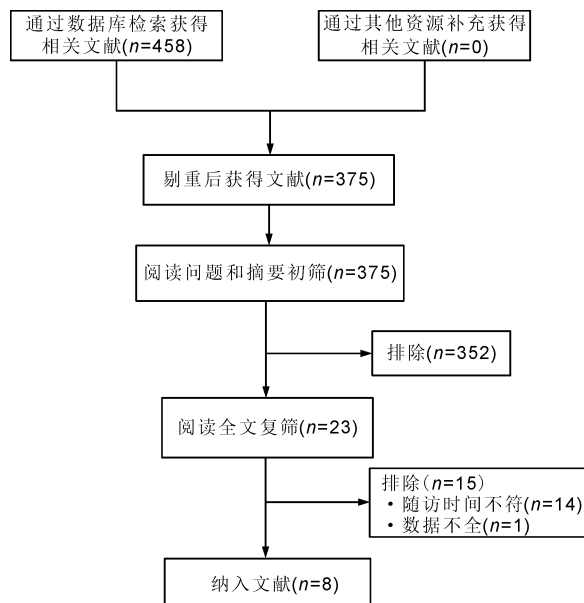 通过数据库检索获得
相关文献(n=458)
通过其他资源补充获得
相关文献(n=0)
剔重后获得文献(n=375)
阅读问题和摘要初筛(n=375)
排除(n=352)
阅读全文复筛(n=23)
排除(n=15)
·随访时间不符(n=14)
·数据不全(n=1)
纳入文献(n=8)